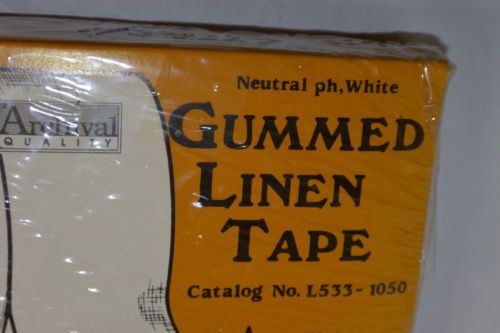 Neutral ph, White
Archival
QUALITY
GUMMED
LINEN
TAPE
Catalog No. L533-1050